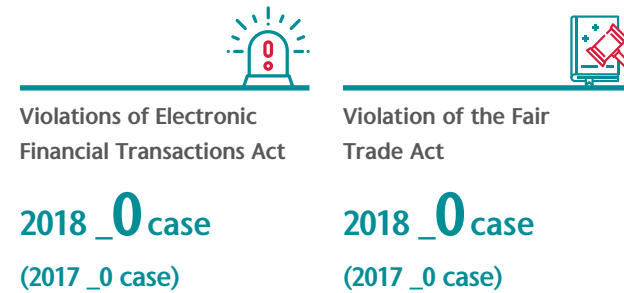 Violations of Electronic
Financial Transactions Act
2018 _0 case
(2017 _0 case)
Violation of the Fair
Trade Act
2018 _0 case
(2017 _0 case)